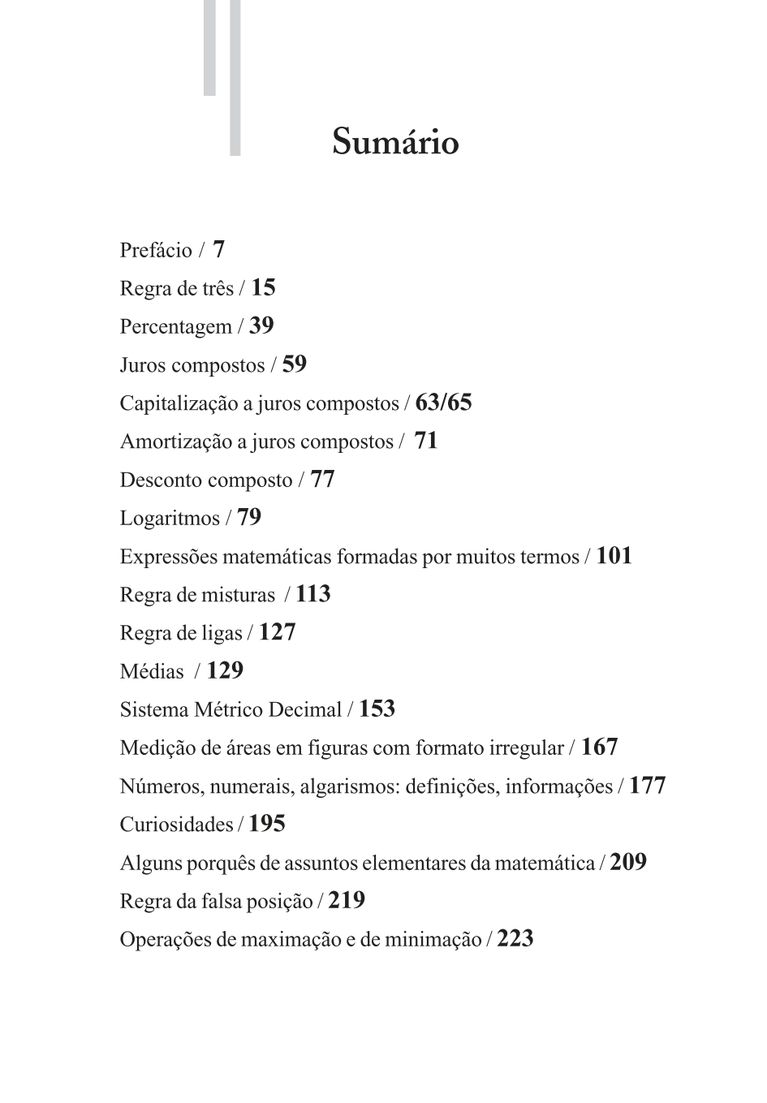 Sumário
Prefácio / 7
Regra de três / 15
Percentagem / 39
Juros compostos / 59
Capitalização a juros compostos / 63/65
Amortização a juros compostos / 71
Desconto composto / 77
Logaritmos / 79
Expressões matemáticas formadas por muitos termos / 101
Regra de misturas / 113
Regra de ligas / 127
Médias / 129
Sistema Métrico Decimal / 153
Medição de áreas em figuras com formato irregular / 167
Números, numerais, algarismos: definições, informações / 177
Curiosidades / 195
Alguns porquês de assuntos elementares da matemática / 209
Regra da falsa posição / 219
Operações de maximação e de minimação / 223